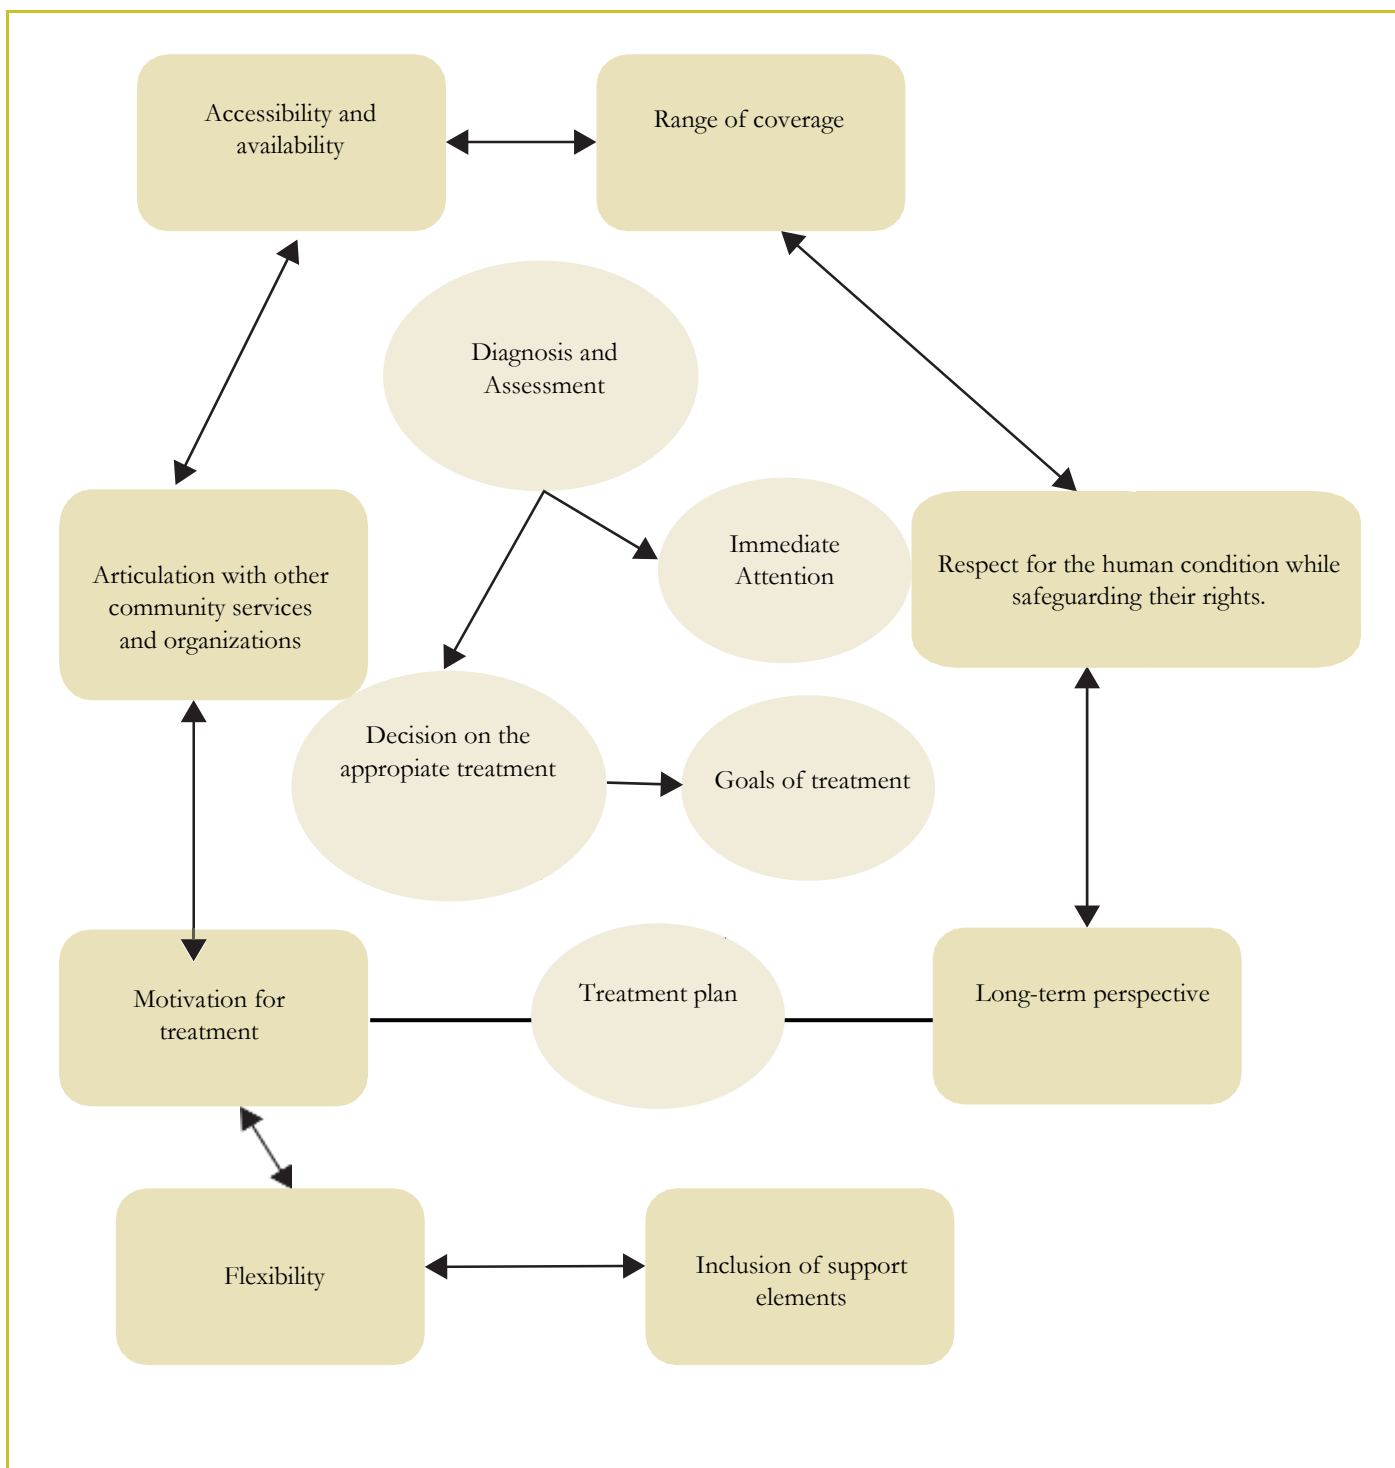 Accessibility and
availability
Range of coverage
Diagnosis and
Assessment
Immediate
Attention
Articulation with other
community services
and organizations
Respect for the human condition while
safeguarding their rights.
Decision on the
appropiate treatment
Goals of treatment
Motivation for
treatment
Treatment plan
Long-term perspective
Flexibility
Inclusion of support
elements